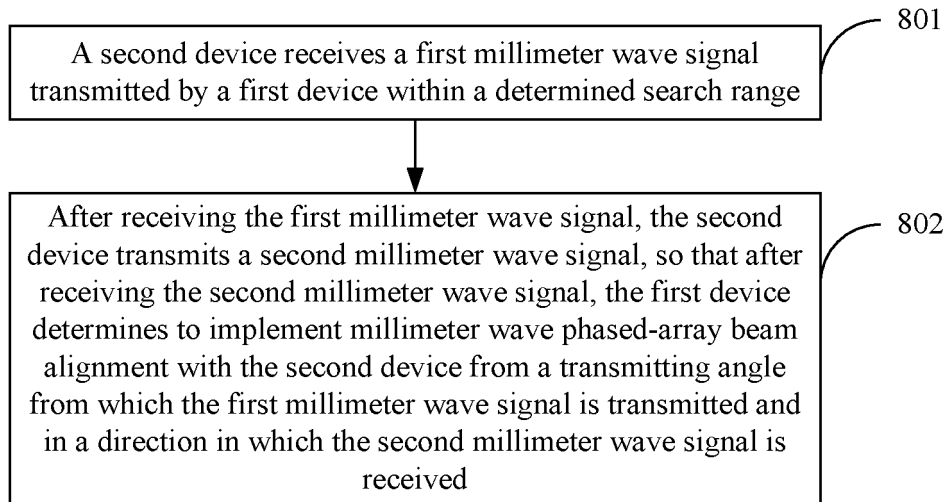 801
A second device receives a first millimeter wave signal
transmitted by a first device within a determined search range
802
After receiving the first millimeter wave signal, the second
device transmits a second millimeter wave signal, so that after
receiving the second millimeter wave signal, the first device
determines to implement millimeter wave phased-array beam
alignment with the second device from a transmitting angle
from which the first millimeter wave signal is transmitted and
in a direction in which the second millimeter wave signal is
received